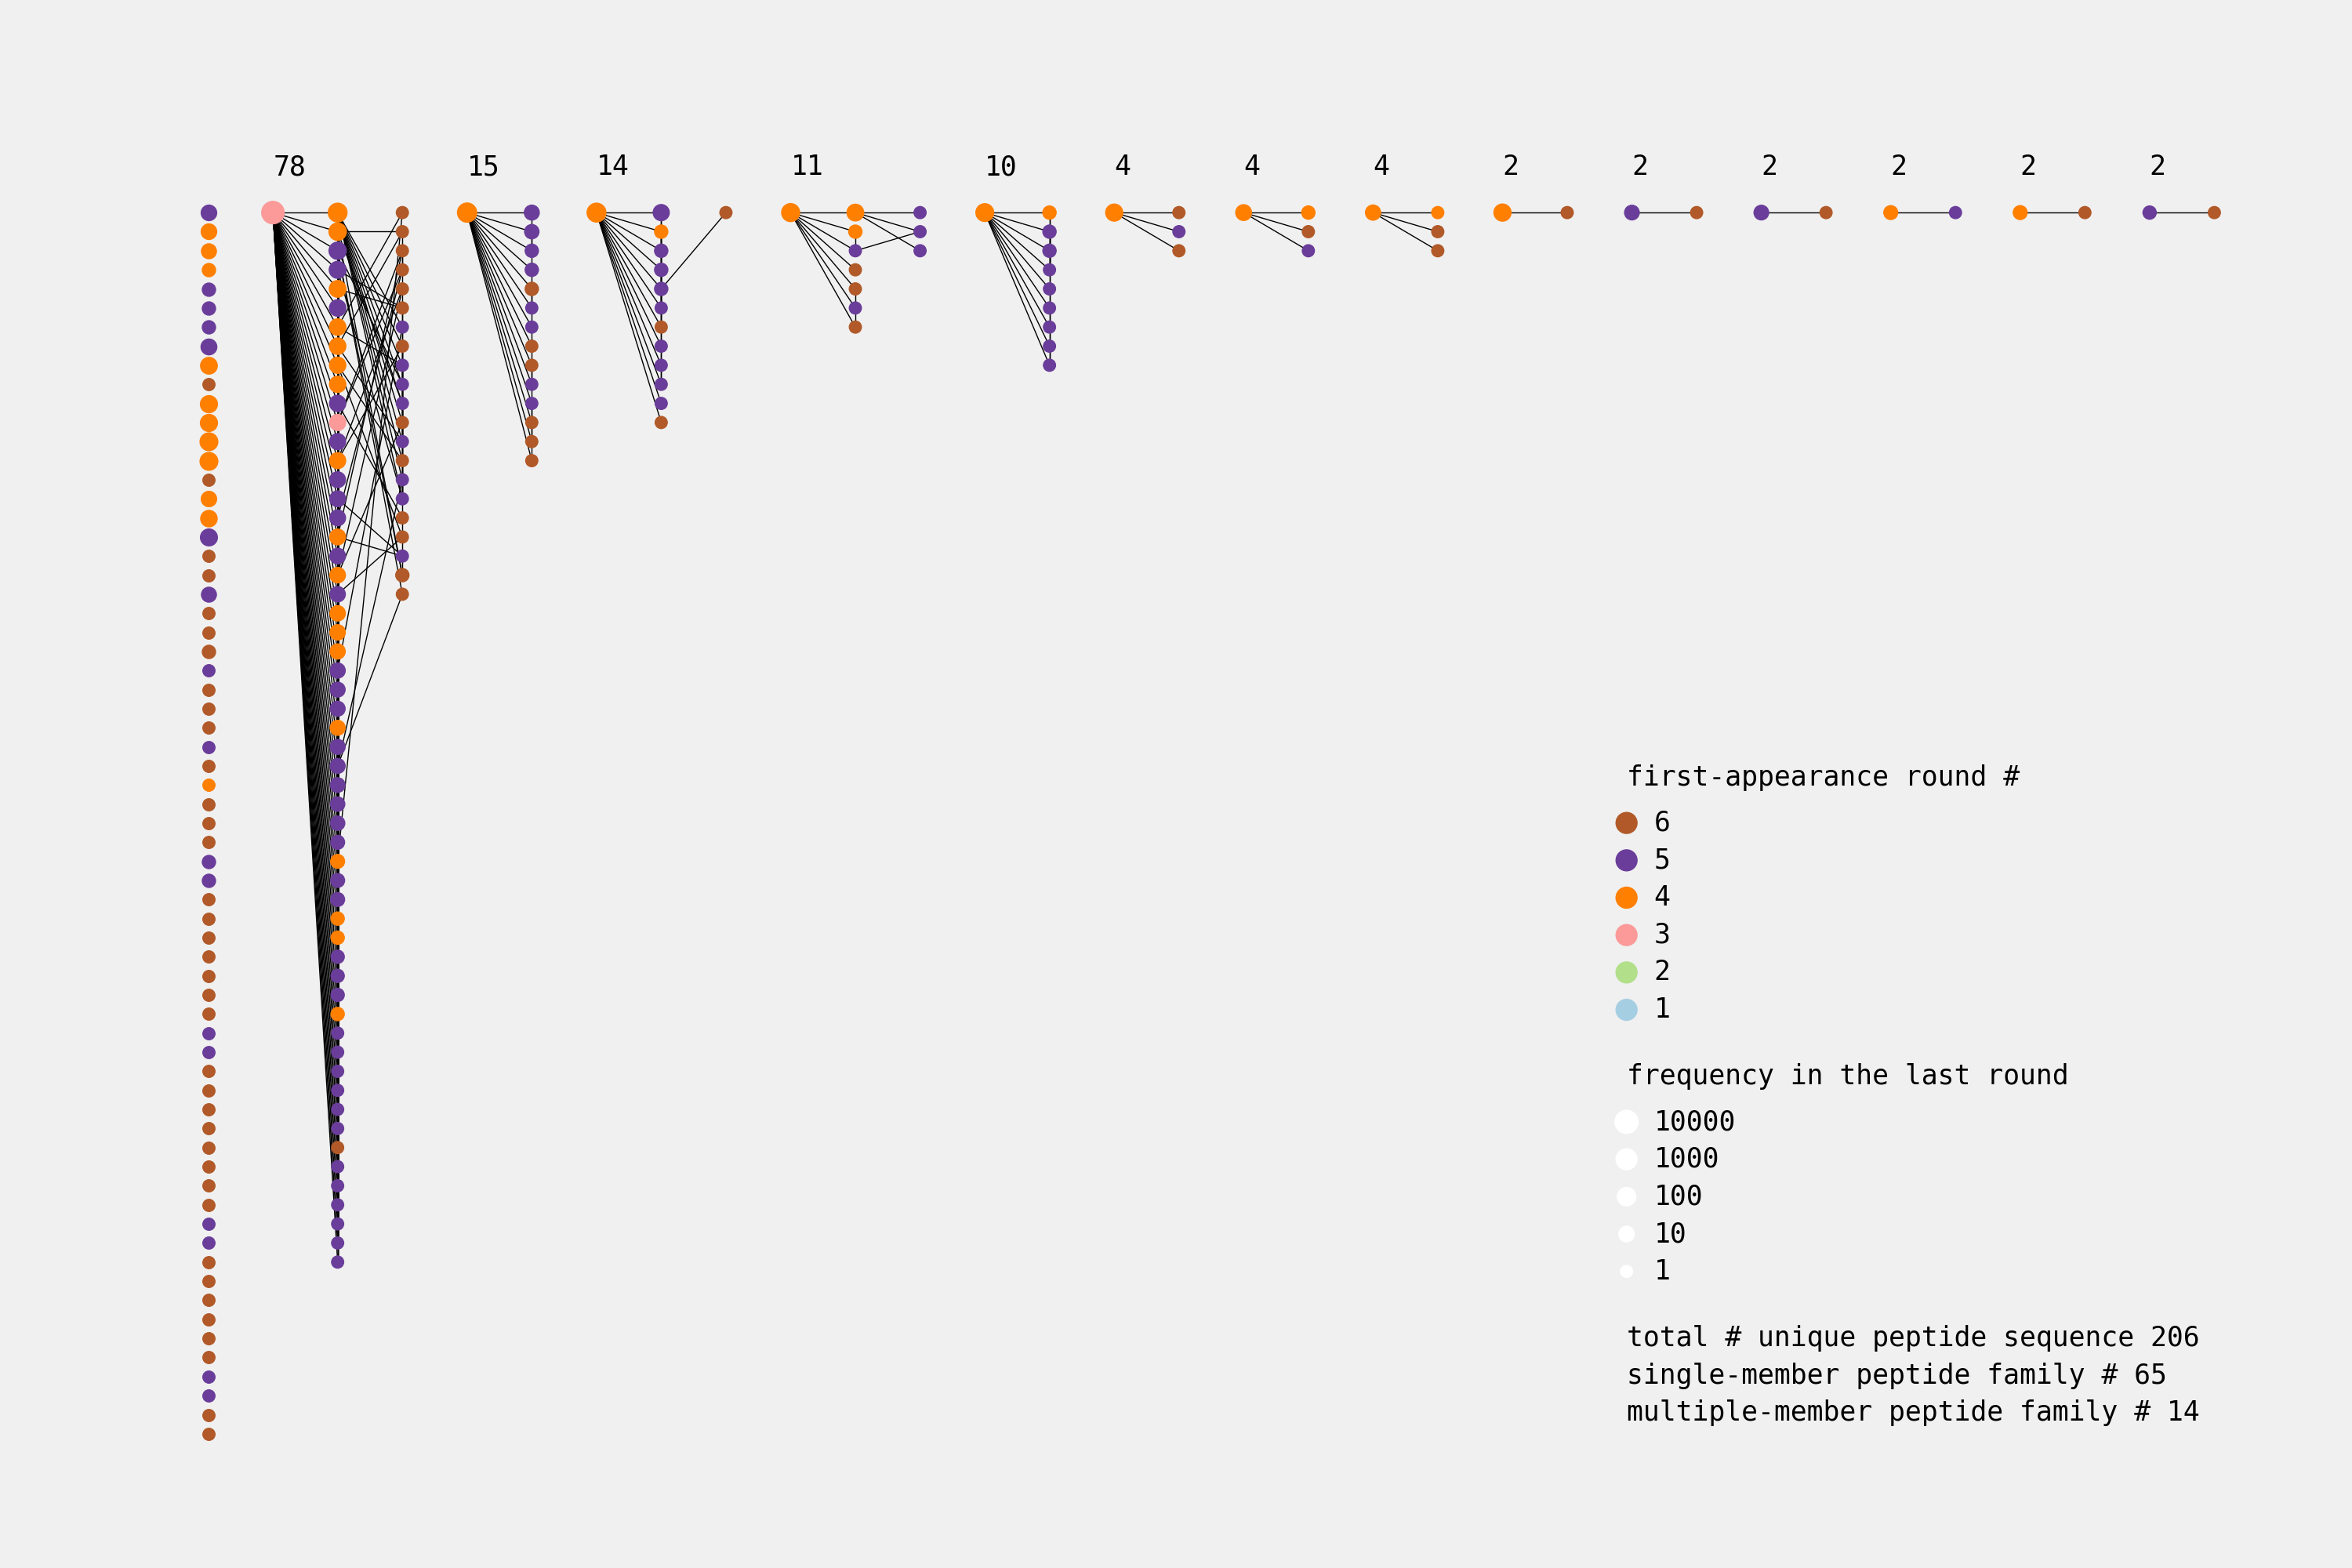 78 15 14 11 10 4 4 4 2 2 2 2 2 2
first-appearance round #
6
5
4
3
2
1
frequency in the last round
10000
1000
100
10
1
total # unique peptide sequence 206
single-member peptide family # 65
multiple-member peptide family # 14